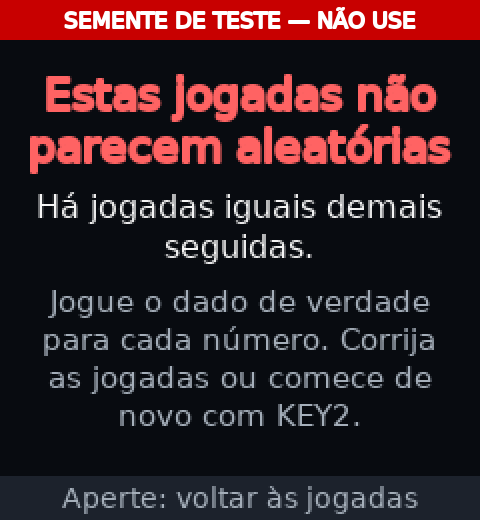 SEMENTE DE TESTE — NÃO USE
Estas jogadas não
parecem aleatórias
Há jogadas iguais demais
seguidas.
Jogue o dado de verdade
para cada número. Corrija
as jogadas ou comece de
novo com KEY2.
Aperte: voltar às jogadas